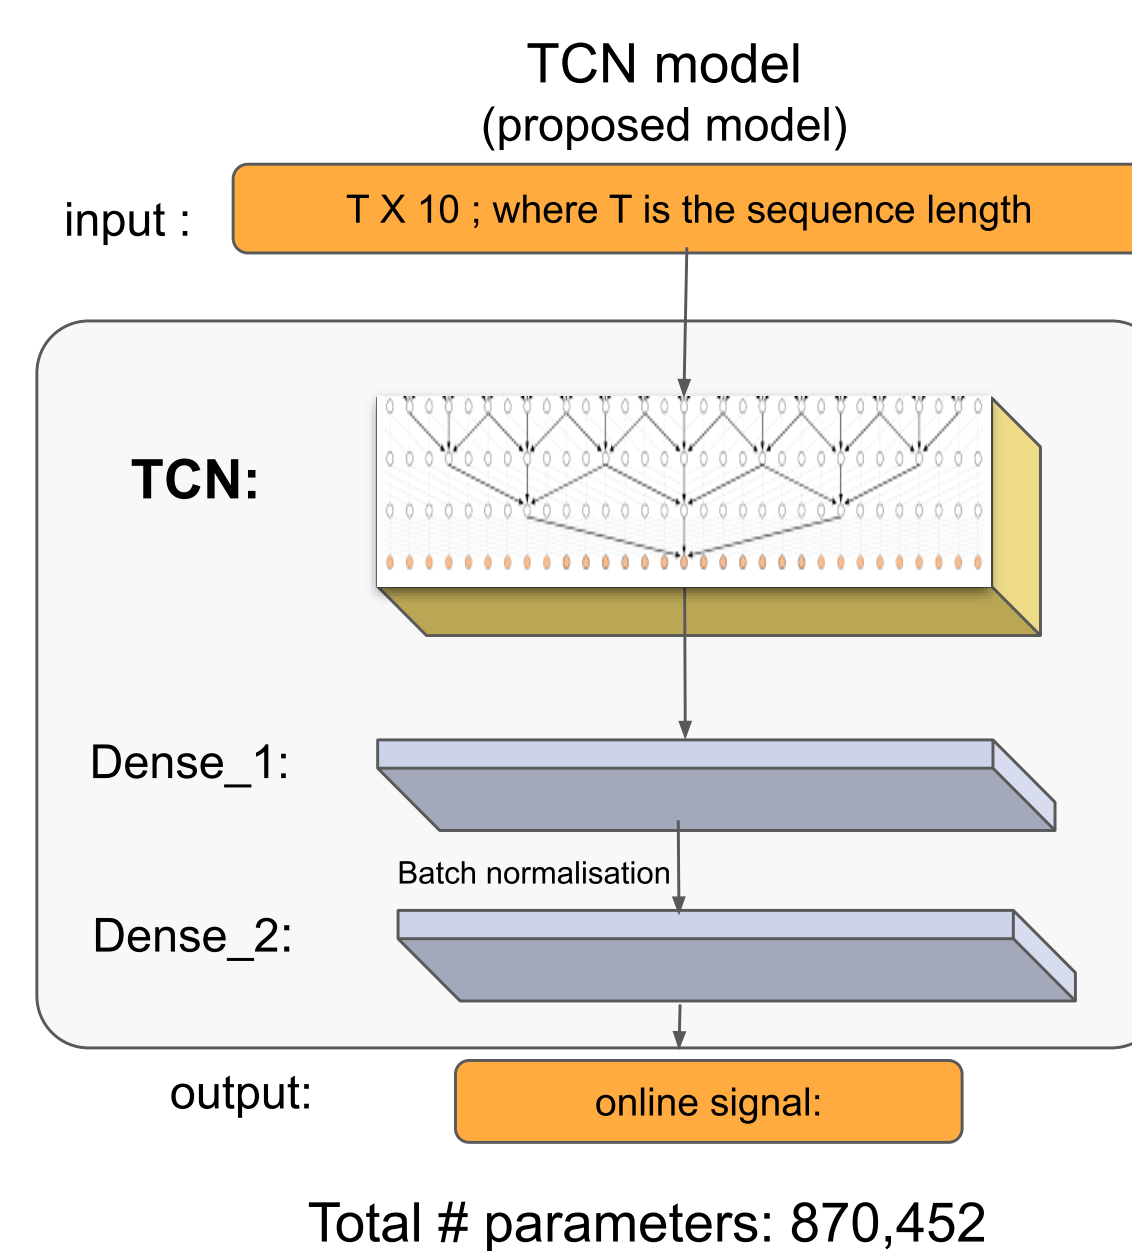 TCN model
(proposed model)
input :
T X 10 ; where T is the sequence length
TCN:
Dense_1:
Batch normalisation
Dense_2:
output:
online signal:
Total # parameters: 870,452